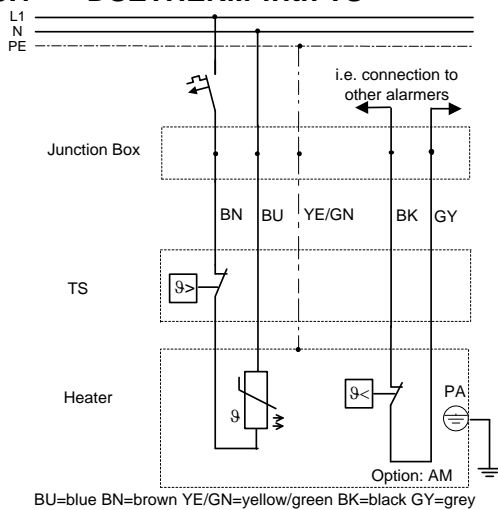 L1
N
PE
i.e. connection to
other alarmers
Junction Box
BN BU YE/GN BK GY
TS
ϑ>
Heater
ϑ
ϑ<
PA
Option: AM
BU=blue BN=brown YE/GN=yellow/green BK=black GY=grey